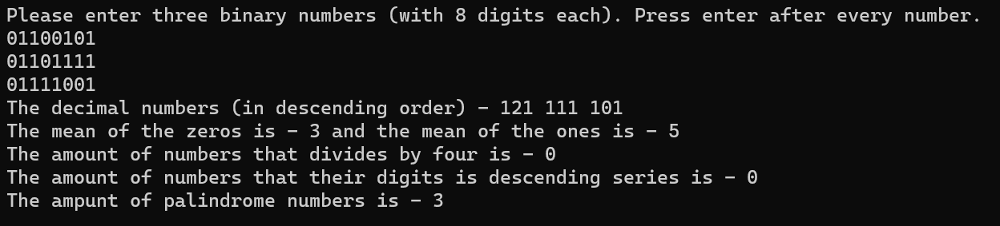 Please enter three binary numbers (with 8 digits each). Press enter after every number.
01100101
01101111
01111001
The decimal numbers (in descending order) - 121 111 101
The mean of the zeros is - 3 and the mean of the ones is - 5
The amount of numbers that divides by four is - 0
The amount of numbers that their digits is descending series is - 0
The ampunt of palindrome numbers is - 3